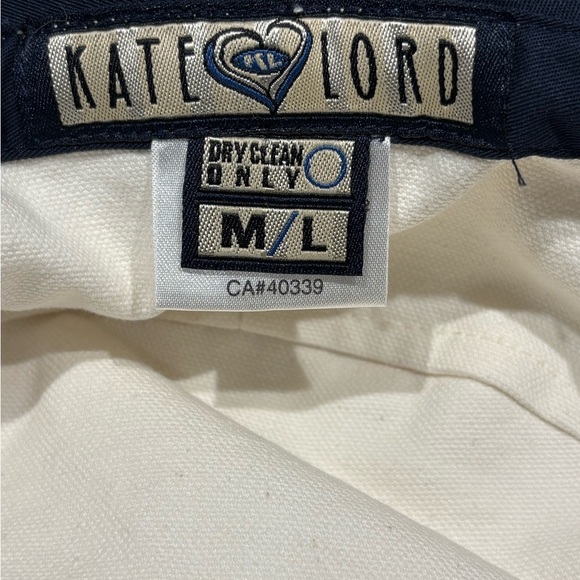 KATE LORD
DRY CLEAN
ONLY
M/L
CA#40339